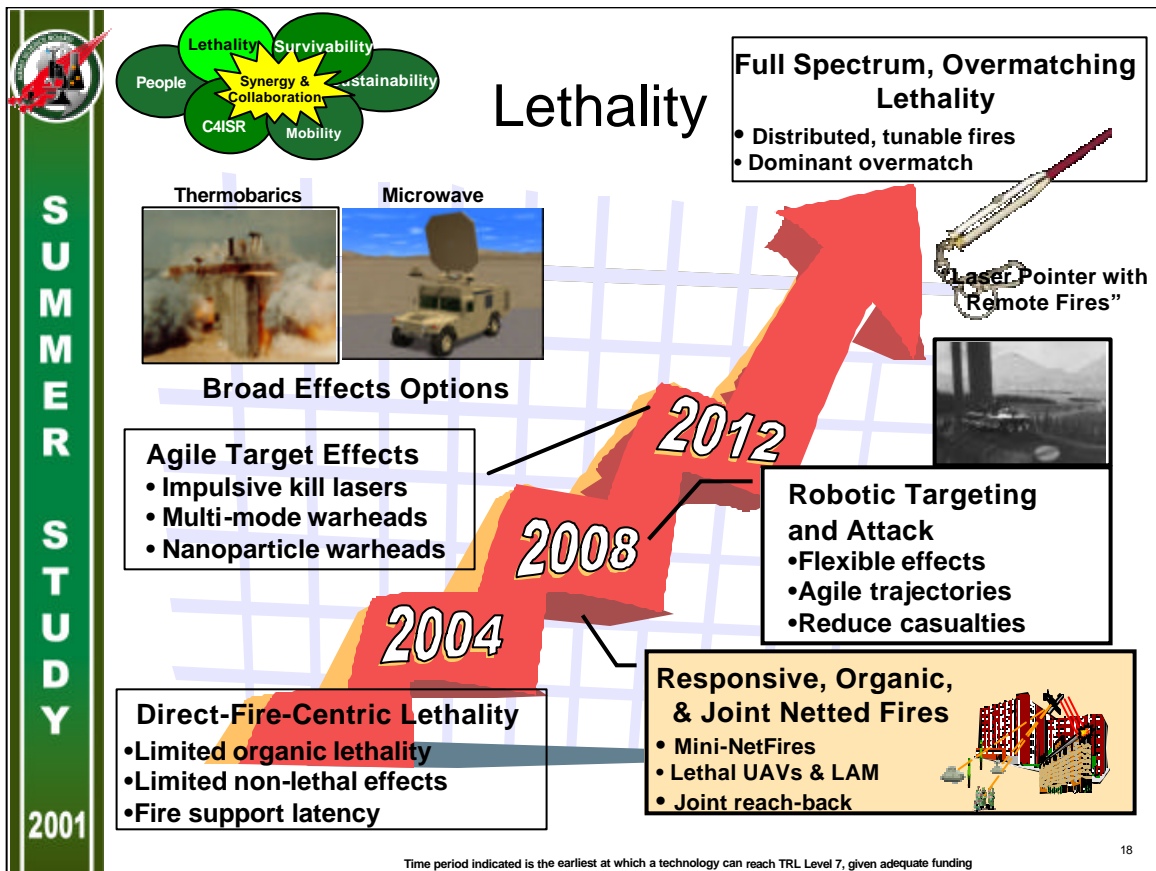 Lethality
Survivability
People
Synergy &
Collaboration
C4ISR
Mobility
Lethality
Full Spectrum, Overmatching
Lethality
• Distributed, tunable fires
• Dominant overmatch
"Laser Pointer with
Remote Fires”
Thermobarics
Microwave
Broad Effects Options
Agile Target Effects
• Impulsive kill lasers
• Multi-mode warheads
• Nanoparticle warheads
2012
2008
2004
Robotic Targeting
and Attack
•Flexible effects
•Agile trajectories
•Reduce casualties
Responsive, Organic,
& Joint Netted Fires
• Mini-NetFires
• Lethal UAVs & LAM
• Joint reach-back
Direct-Fire-Centric Lethality
•Limited organic lethality
•Limited non-lethal effects
•Fire support latency
SUMMER STUDY
2001
Time period indicated is the earliest at which a technology can reach TRL Level 7, given adequate funding
18